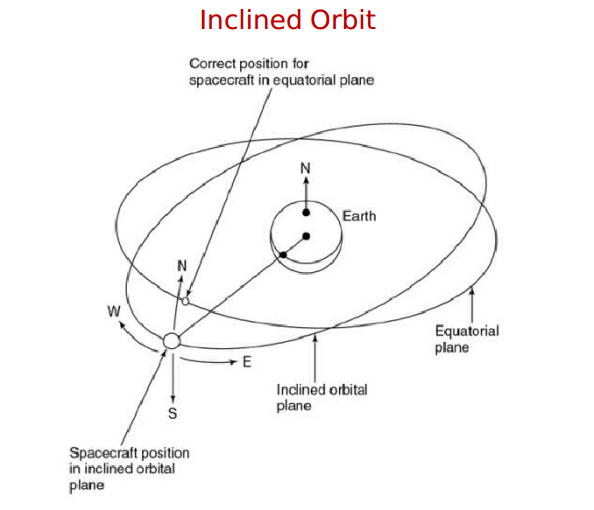 Inclined Orbit
Correct position for
spacecraft in equatorial plane
N
Earth
N
W
E
S
Equatorial
plane
Inclined orbital
plane
Spacecraft position
in inclined orbital
plane